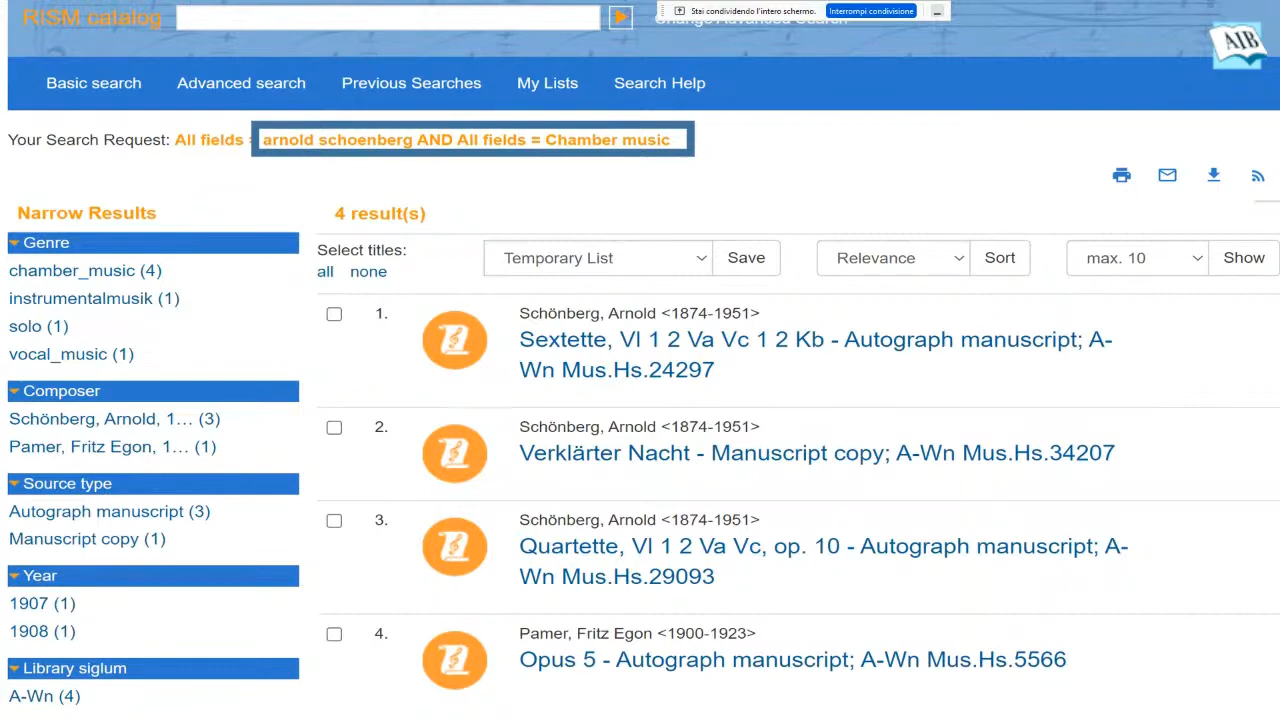 Stai condividendo l'intero schermo. Interrompi condivisione
RISM catalog
Change Advanced Search
AIB
Basic search Advanced search Previous Searches My Lists Search Help
Your Search Request: All fields = arnold schoenberg AND All fields = Chamber music
Narrow Results
Genre
chamber_music (4)
instrumentalmusik (1)
solo (1)
vocal_music (1)
Composer
Schönberg, Arnold, 1… (3)
Pamer, Fritz Egon, 1… (1)
Source type
Autograph manuscript (3)
Manuscript copy (1)
Year
1907 (1)
1908 (1)
Library siglum
A-Wn (4)
4 result(s)
Select titles:
all none
Temporary List Save Relevance Sort max. 10 Show
1. Schönberg, Arnold <1874-1951>
Sextette, Vl 1 2 Va Vc 1 2 Kb - Autograph manuscript; A-
Wn Mus.Hs.24297
2. Schönberg, Arnold <1874-1951>
Verklärter Nacht - Manuscript copy; A-Wn Mus.Hs.34207
3. Schönberg, Arnold <1874-1951>
Quartette, Vl 1 2 Va Vc, op. 10 - Autograph manuscript; A-
Wn Mus.Hs.29093
4. Pamer, Fritz Egon <1900-1923>
Opus 5 - Autograph manuscript; A-Wn Mus.Hs.5566